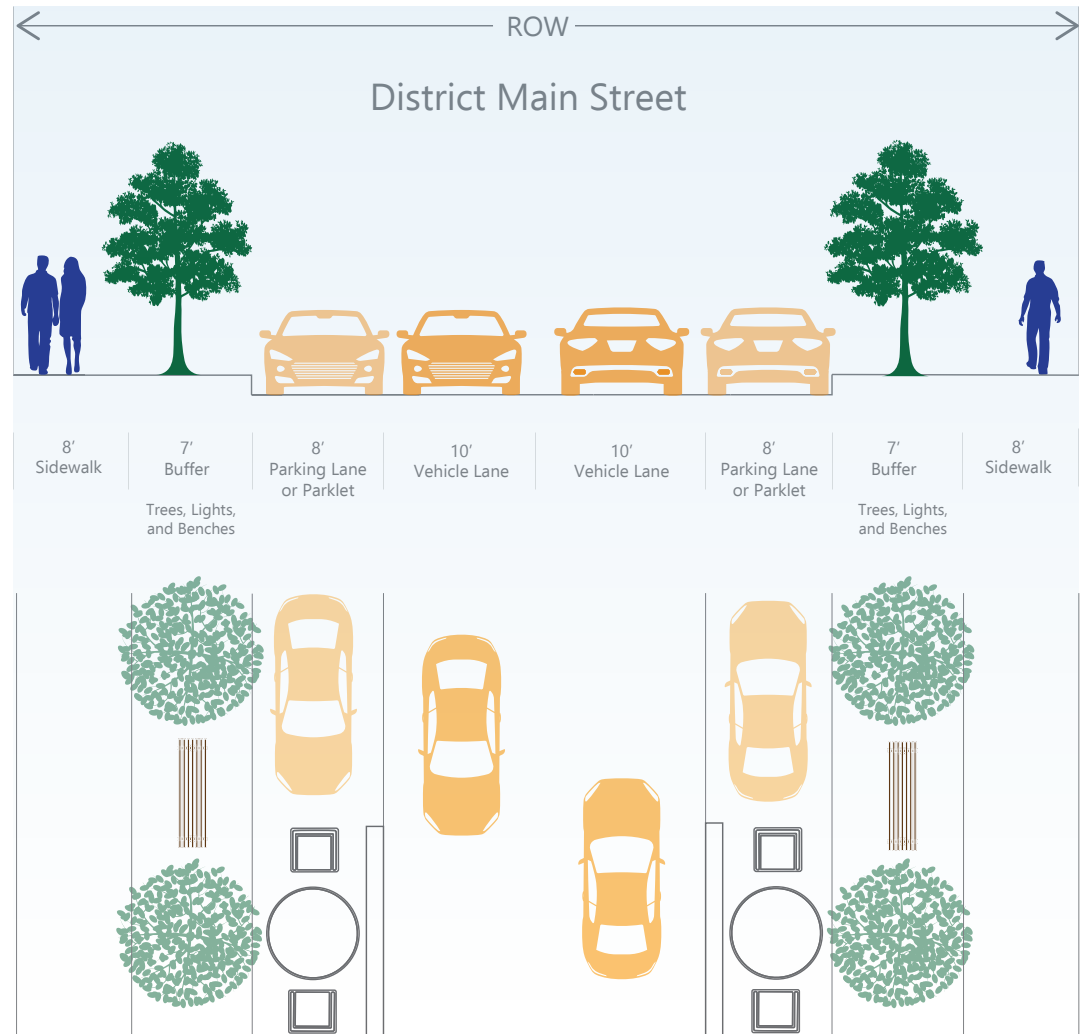 ROW
District Main Street
8′
Sidewalk
7′
Buffer
Trees, Lights,
and Benches
8′
Parking Lane
or Parklet
10′
Vehicle Lane
10′
Vehicle Lane
8′
Parking Lane
or Parklet
7′
Buffer
Trees, Lights,
and Benches
8′
Sidewalk